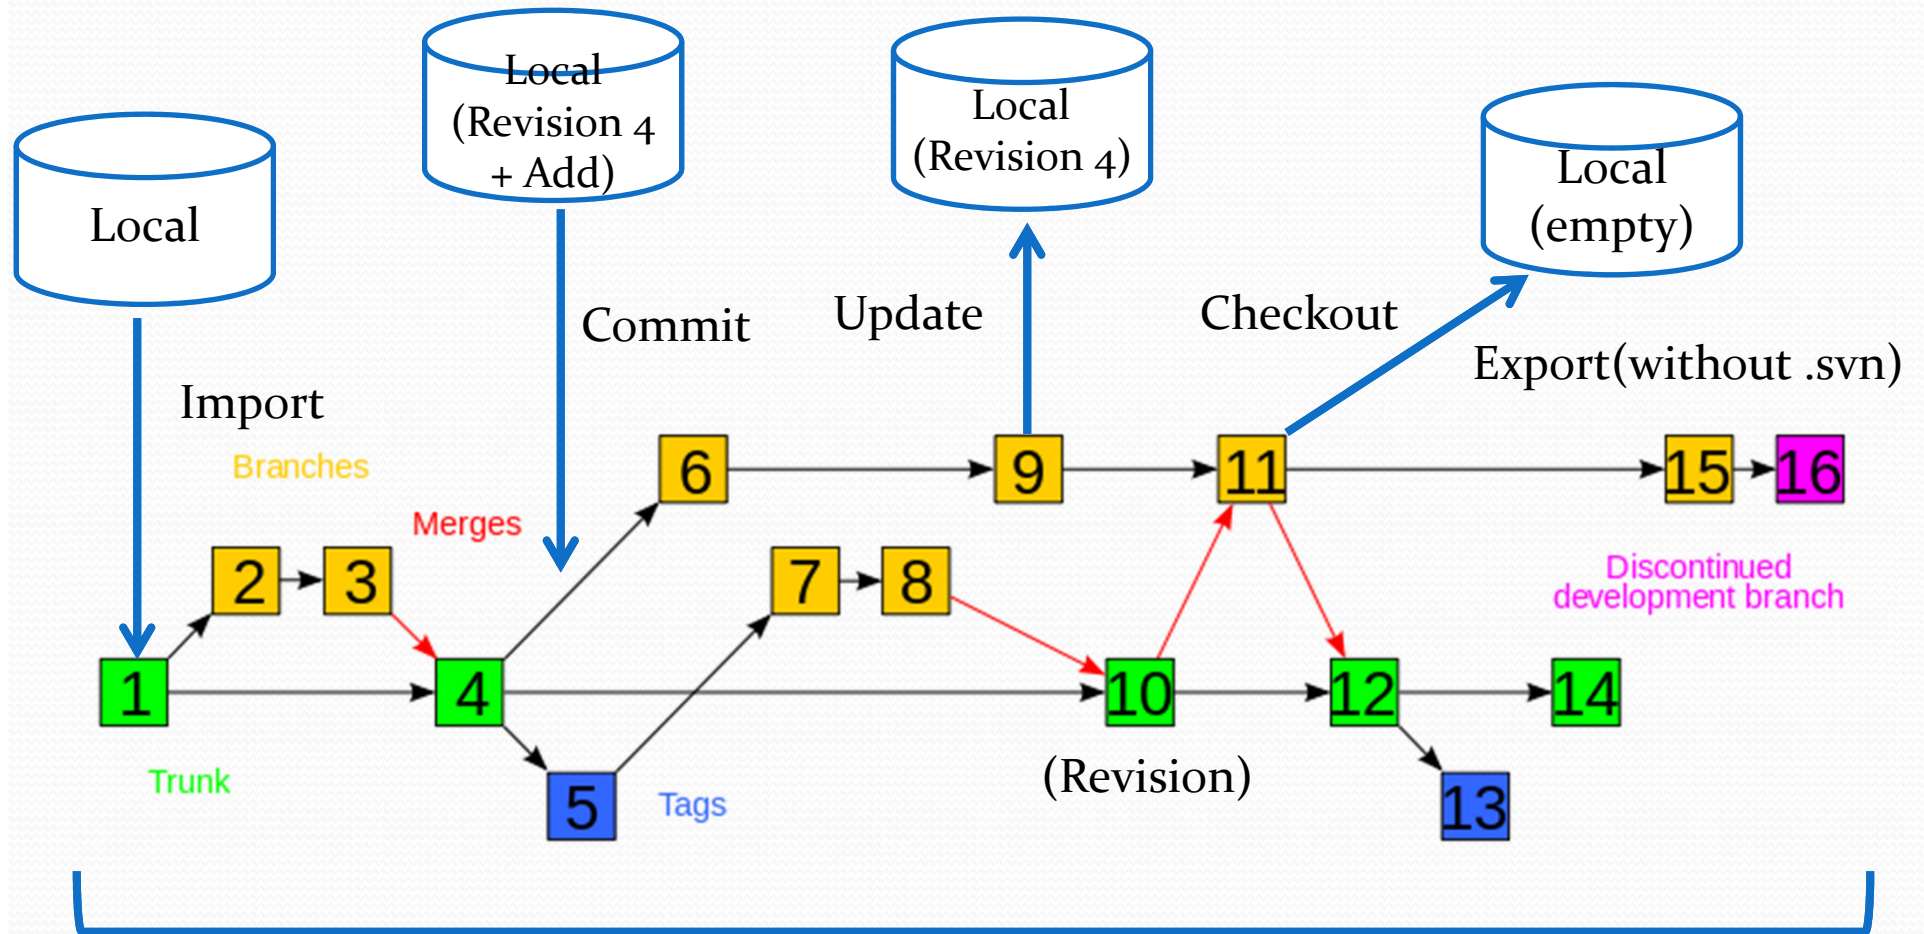 Local
(Revision 4
+ Add)
Local
(Revision 4)
Local
(empty)
Local
Commit
Update
Checkout
Export(without .svn)
Import
Branches
6
9
11
15
16
Merges
2
3
7
8
Discontinued
development branch
1
4
10
12
14
Trunk
5
Tags
(Revision)
13